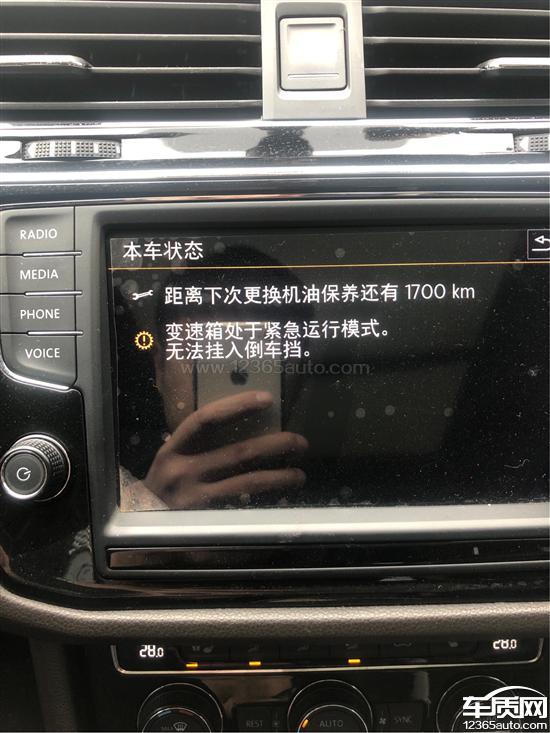 RADIO
MEDIA
PHONE
VOICE
本车状态
距离下次更换机油保养还有 1700 km
变速箱处于紧急运行模式。
无法挂入倒车挡。
www.12365auto.com
28.0
28.0
REST
AUTO
SYNC
车质网
12365auto.com